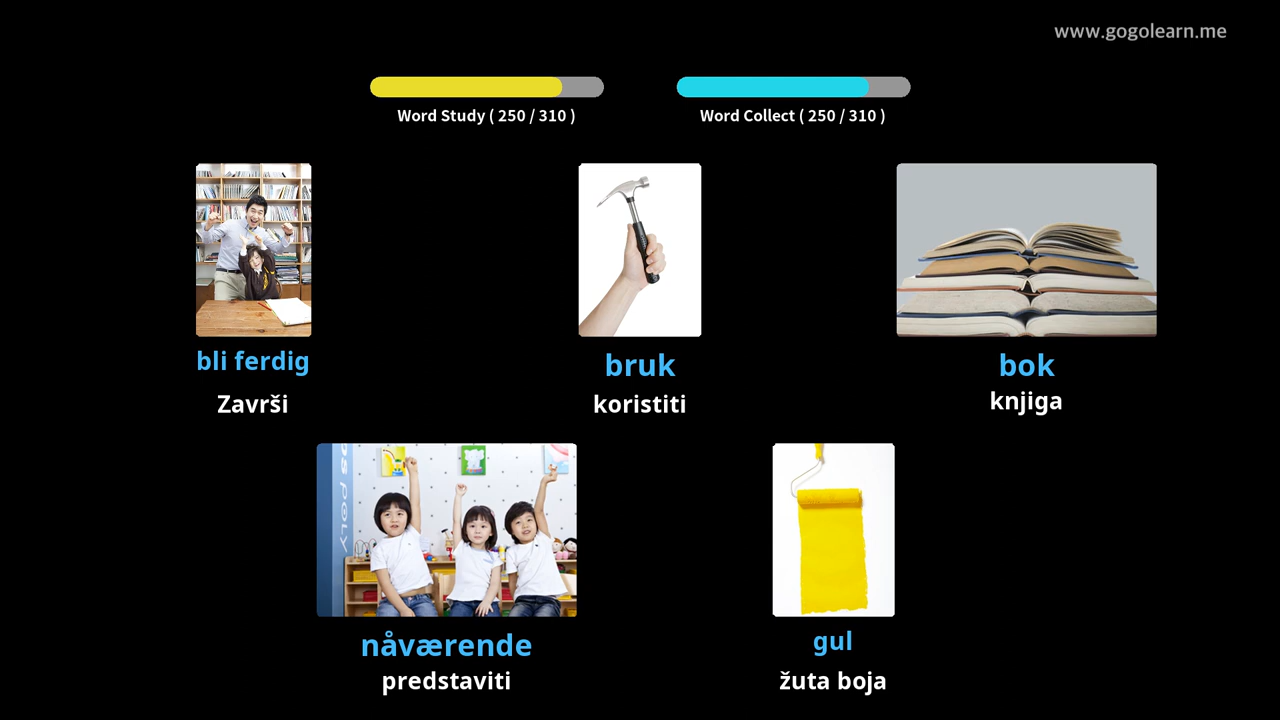 www.gogolearn.me
Word Study ( 250 / 310 )
Word Collect ( 250 / 310 )
bli ferdig
bruk
bok
Završi
koristiti
knjiga
POLY
nåværende
gul
predstaviti
žuta boja